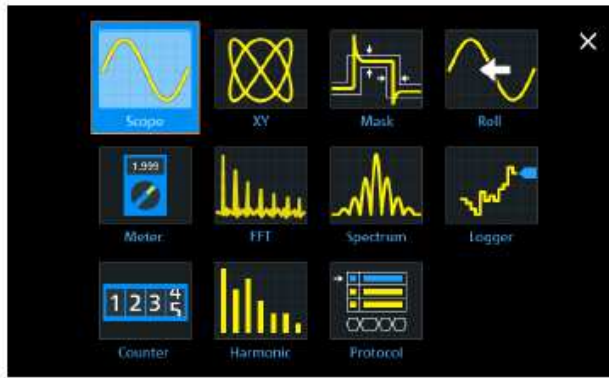 Scope XY Mask Roll
1.999
Meter FFT Spectrum Logger
1 2 3 4 5
Counter Harmonic Protocol